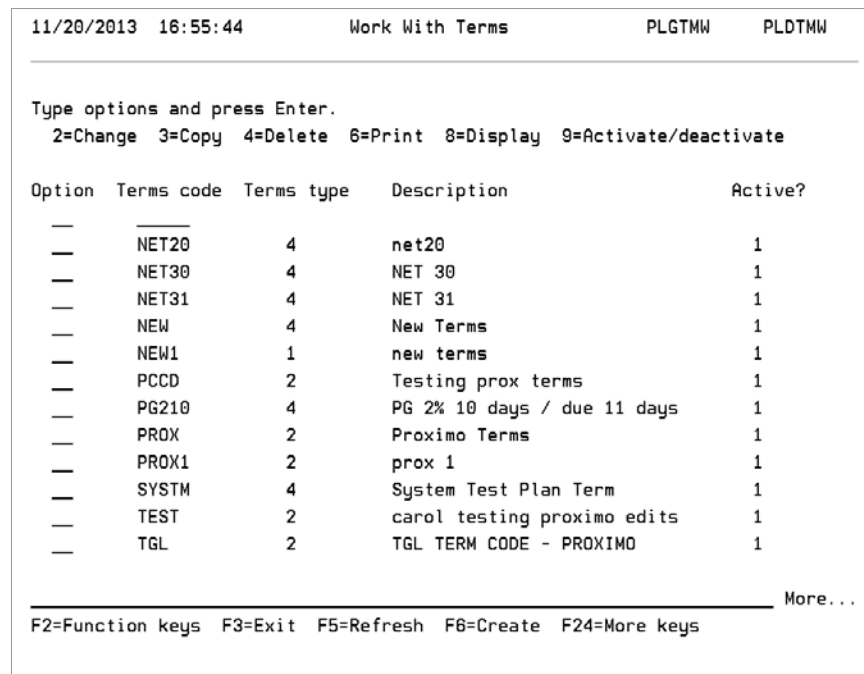 11/20/2013 16:55:44 Work With Terms PLGTMW PLDTMW
Type options and press Enter.
2=Change 3=Copy 4=Delete 6=Print 8=Display 9=Activate/deactivate
Option Terms code Terms type Description Active?
NET20 4 net20 1
NET30 4 NET 30 1
NET31 4 NET 31 1
NEW 4 New Terms 1
NEW1 1 new terms 1
PCCD 2 Testing prox terms 1
PG210 4 PG 2% 10 days / due 11 days 1
PROX 2 Proximo Terms 1
PROX1 2 prox 1 1
SYSTM 4 System Test Plan Term 1
TEST 2 carol testing proximo edits 1
TGL 2 TGL TERM CODE - PROXIMO 1
More...
F2=Function keys F3=Exit F5=Refresh F6=Create F24=More keys